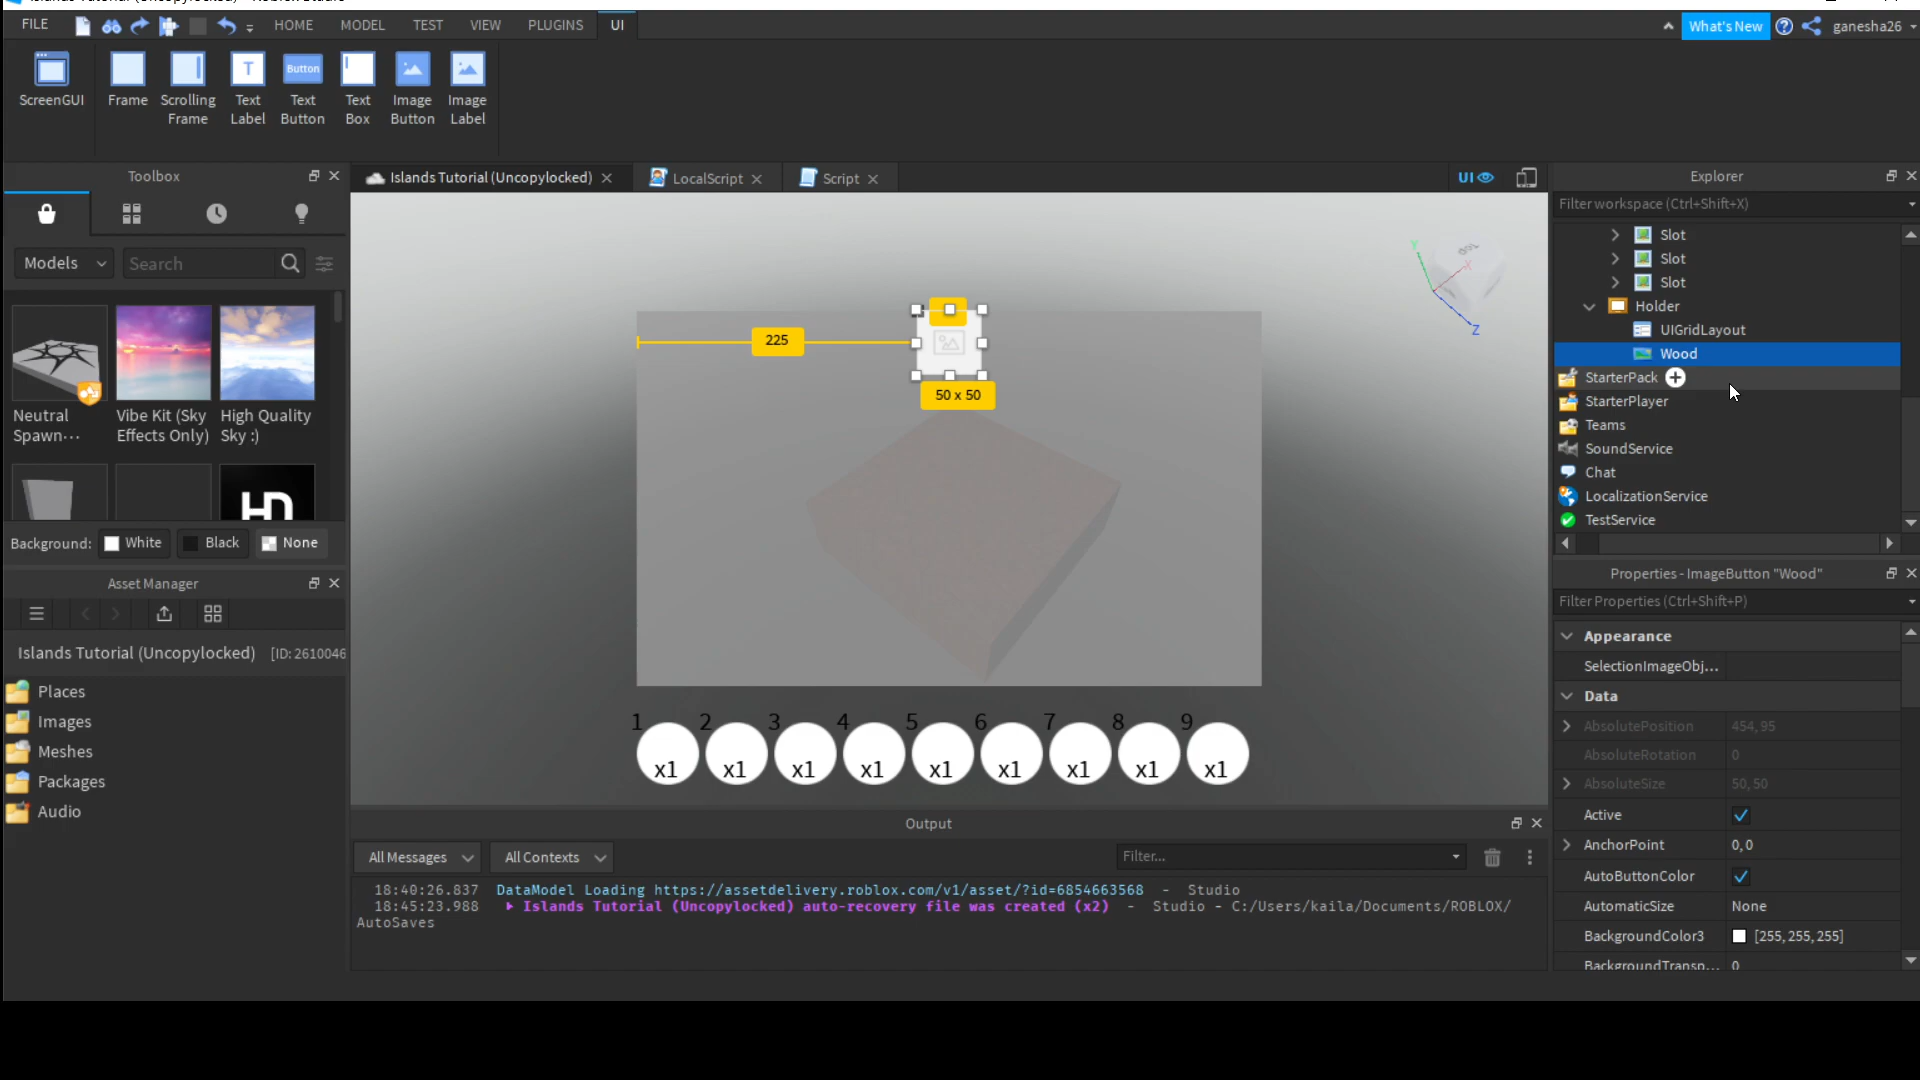 FILE
HOME
MODEL
TEST
VIEW
PLUGINS
UI
What's New
ganesha26
ScreenGUI
Frame
Scrolling
Frame
Text
Label
Button
Text
Button
Text
Box
Image
Button
Image
Label
Toolbox
Islands Tutorial (Uncopylocked)
LocalScript
Script
UI
Explorer
Models
Search
Neutral
Spawn···
Vibe Kit (Sky
Effects Only)
High Quality
Sky :)
Background:
White
Black
None
Asset Manager
Islands Tutorial (Uncopylocked) [ID: 2610046
Places
Images
Meshes
Packages
Audio
225
50 x 50
Y
X
Z
1 2 3 4 5 6 7 8 9
x1 x1 x1 x1 x1 x1 x1 x1 x1
Output
All Messages
All Contexts
Filter...
18:40:26.837 DataModel Loading https://assetdelivery.roblox.com/v1/asset/?id=6854663568 - Studio
18:45:23.988 Islands Tutorial (Uncopylocked) auto-recovery file was created (x2) - Studio - C:/Users/kaila/Documents/ROBLOX/
AutoSaves
Filter workspace (Ctrl+Shift+X)
Slot
Slot
Slot
Holder
UIGridLayout
Wood
StarterPack
StarterPlayer
Teams
SoundService
Chat
LocalizationService
TestService
Properties - ImageButton "Wood"
Filter Properties (Ctrl+Shift+P)
Appearance
SelectionImageObj...
Data
AbsolutePosition 454,95
AbsoluteRotation 0
AbsoluteSize 50,50
Active
AnchorPoint 0,0
AutoButtonColor
AutomaticSize None
BackgroundColor3 [255,255,255]
BackgroundTransp... 0